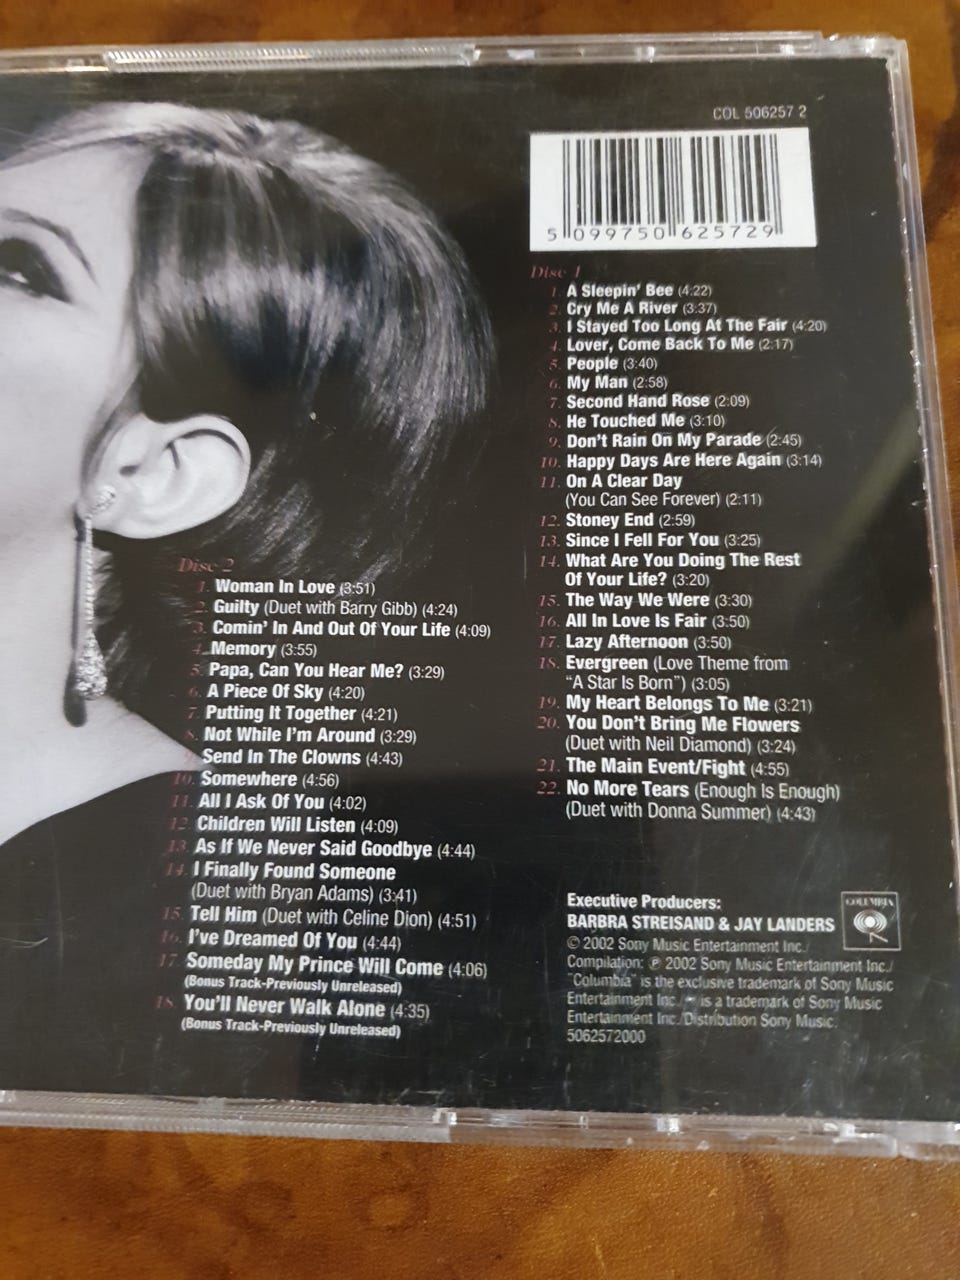 COL 506257 2
5 099750 625729
Disc 1
1. A Sleepin' Bee (4:22)
2. Cry Me A River (3:37)
3. I Stayed Too Long At The Fair (4:20)
4. Lover, Come Back To Me (2:17)
5. People (3:40)
6. My Man (2:58)
7. Second Hand Rose (2:09)
8. He Touched Me (3:10)
9. Don't Rain On My Parade (2:45)
10. Happy Days Are Here Again (3:14)
11. On A Clear Day
(You Can See Forever) (2:11)
12. Stoney End (2:59)
13. Since I Fell For You (3:25)
14. What Are You Doing The Rest
Of Your Life? (3:20)
15. The Way We Were (3:30)
16. All In Love Is Fair (3:50)
17. Lazy Afternoon (3:50)
18. Evergreen (Love Theme from
"A Star Is Born") (3:05)
19. My Heart Belongs To Me (3:21)
20. You Don't Bring Me Flowers
(Duet with Neil Diamond) (3:24)
21. The Main Event/Fight (4:55)
22. No More Tears (Enough Is Enough)
(Duet with Donna Summer) (4:43)
Disc 2
1. Woman In Love (3:51)
2. Guilty (Duet with Barry Gibb) (4:24)
3. Comin' In And Out Of Your Life (4:09)
4. Memory (3:55)
5. Papa, Can You Hear Me? (3:29)
6. A Piece Of Sky (4:20)
7. Putting It Together (4:21)
8. Not While I'm Around (3:29)
9. Send In The Clowns (4:43)
10. Somewhere (4:56)
11. All I Ask Of You (4:02)
12. Children Will Listen (4:09)
13. As If We Never Said Goodbye (4:44)
14. I Finally Found Someone
(Duet with Bryan Adams) (3:41)
15. Tell Him (Duet with Celine Dion) (4:51)
16. I've Dreamed Of You (4:44)
17. Someday My Prince Will Come (4:06)
(Bonus Track-Previously Unreleased)
18. You'll Never Walk Alone (4:35)
(Bonus Track-Previously Unreleased)
Executive Producers:
BARBRA STREISAND & JAY LANDERS
COLUMBIA
© 2002 Sony Music Entertainment Inc./
Compilation: ℗ 2002 Sony Music Entertainment Inc./
"Columbia" is the exclusive trademark of Sony Music
Entertainment Inc./ is a trademark of Sony Music
Entertainment Inc./Distribution Sony Music.
5062572000